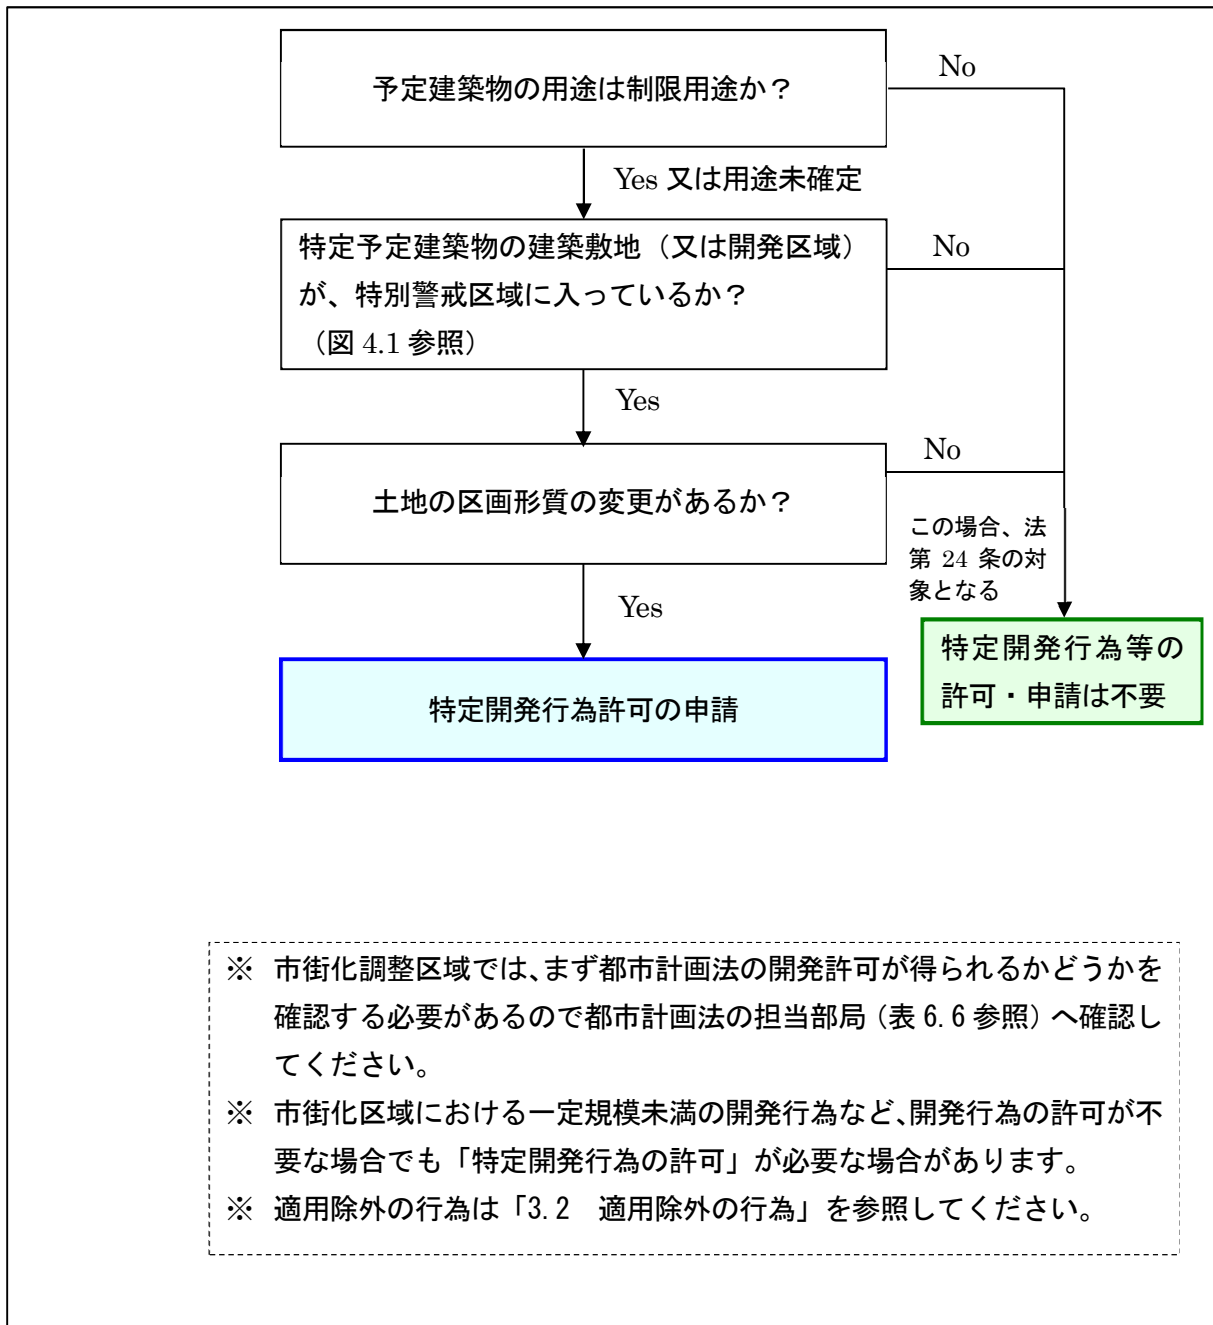 予定建築物の用途は制限用途か？
No
Yes 又は用途未確定
特定予定建築物の建築敷地（又は開発区域）
が、特別警戒区域に入っているか？
（図 4.1 参照）
No
Yes
土地の区画形質の変更があるか？
No
この場合、法
第 24 条の対
象となる
Yes
特定開発行為等の
許可・申請は不要
特定開発行為許可の申請
※ 市街化調整区域では、まず都市計画法の開発許可が得られるかどうかを
確認する必要があるので都市計画法の担当部局（表 6.6 参照）へ確認し
てください。
※ 市街化区域における一定規模未満の開発行為など、開発行為の許可が不
要な場合でも「特定開発行為の許可」が必要な場合があります。
※ 適用除外の行為は「3.2　適用除外の行為」を参照してください。